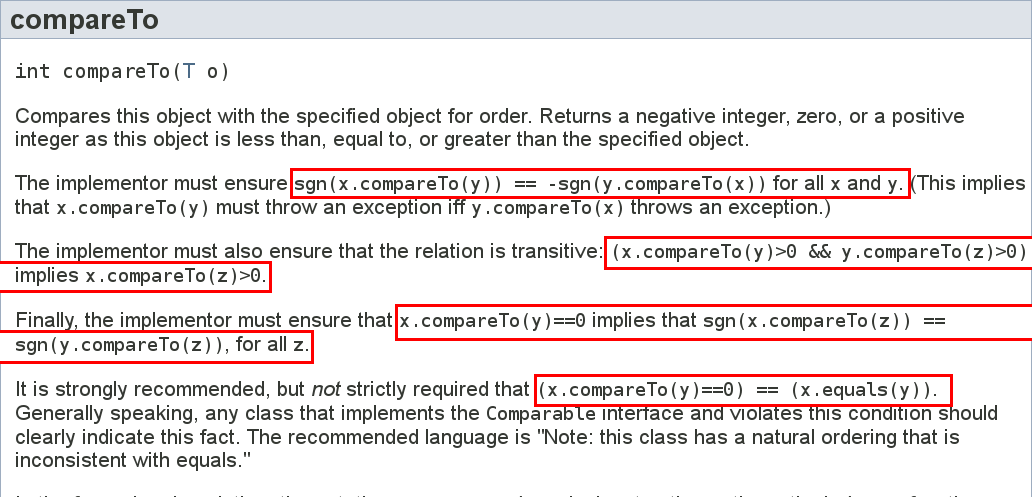 compareTo
int compareTo(T o)
Compares this object with the specified object for order. Returns a negative integer, zero, or a positive
integer as this object is less than, equal to, or greater than the specified object.
The implementor must ensure sgn(x.compareTo(y)) == -sgn(y.compareTo(x)) for all x and y. (This implies
that x.compareTo(y) must throw an exception iff y.compareTo(x) throws an exception.)
The implementor must also ensure that the relation is transitive: (x.compareTo(y)>0 && y.compareTo(z)>0)
implies x.compareTo(z)>0.
Finally, the implementor must ensure that x.compareTo(y)==0 implies that sgn(x.compareTo(z)) ==
sgn(y.compareTo(z)), for all z.
It is strongly recommended, but not strictly required that (x.compareTo(y)==0) == (x.equals(y)).
Generally speaking, any class that implements the Comparable interface and violates this condition should
clearly indicate this fact. The recommended language is "Note: this class has a natural ordering that is
inconsistent with equals."